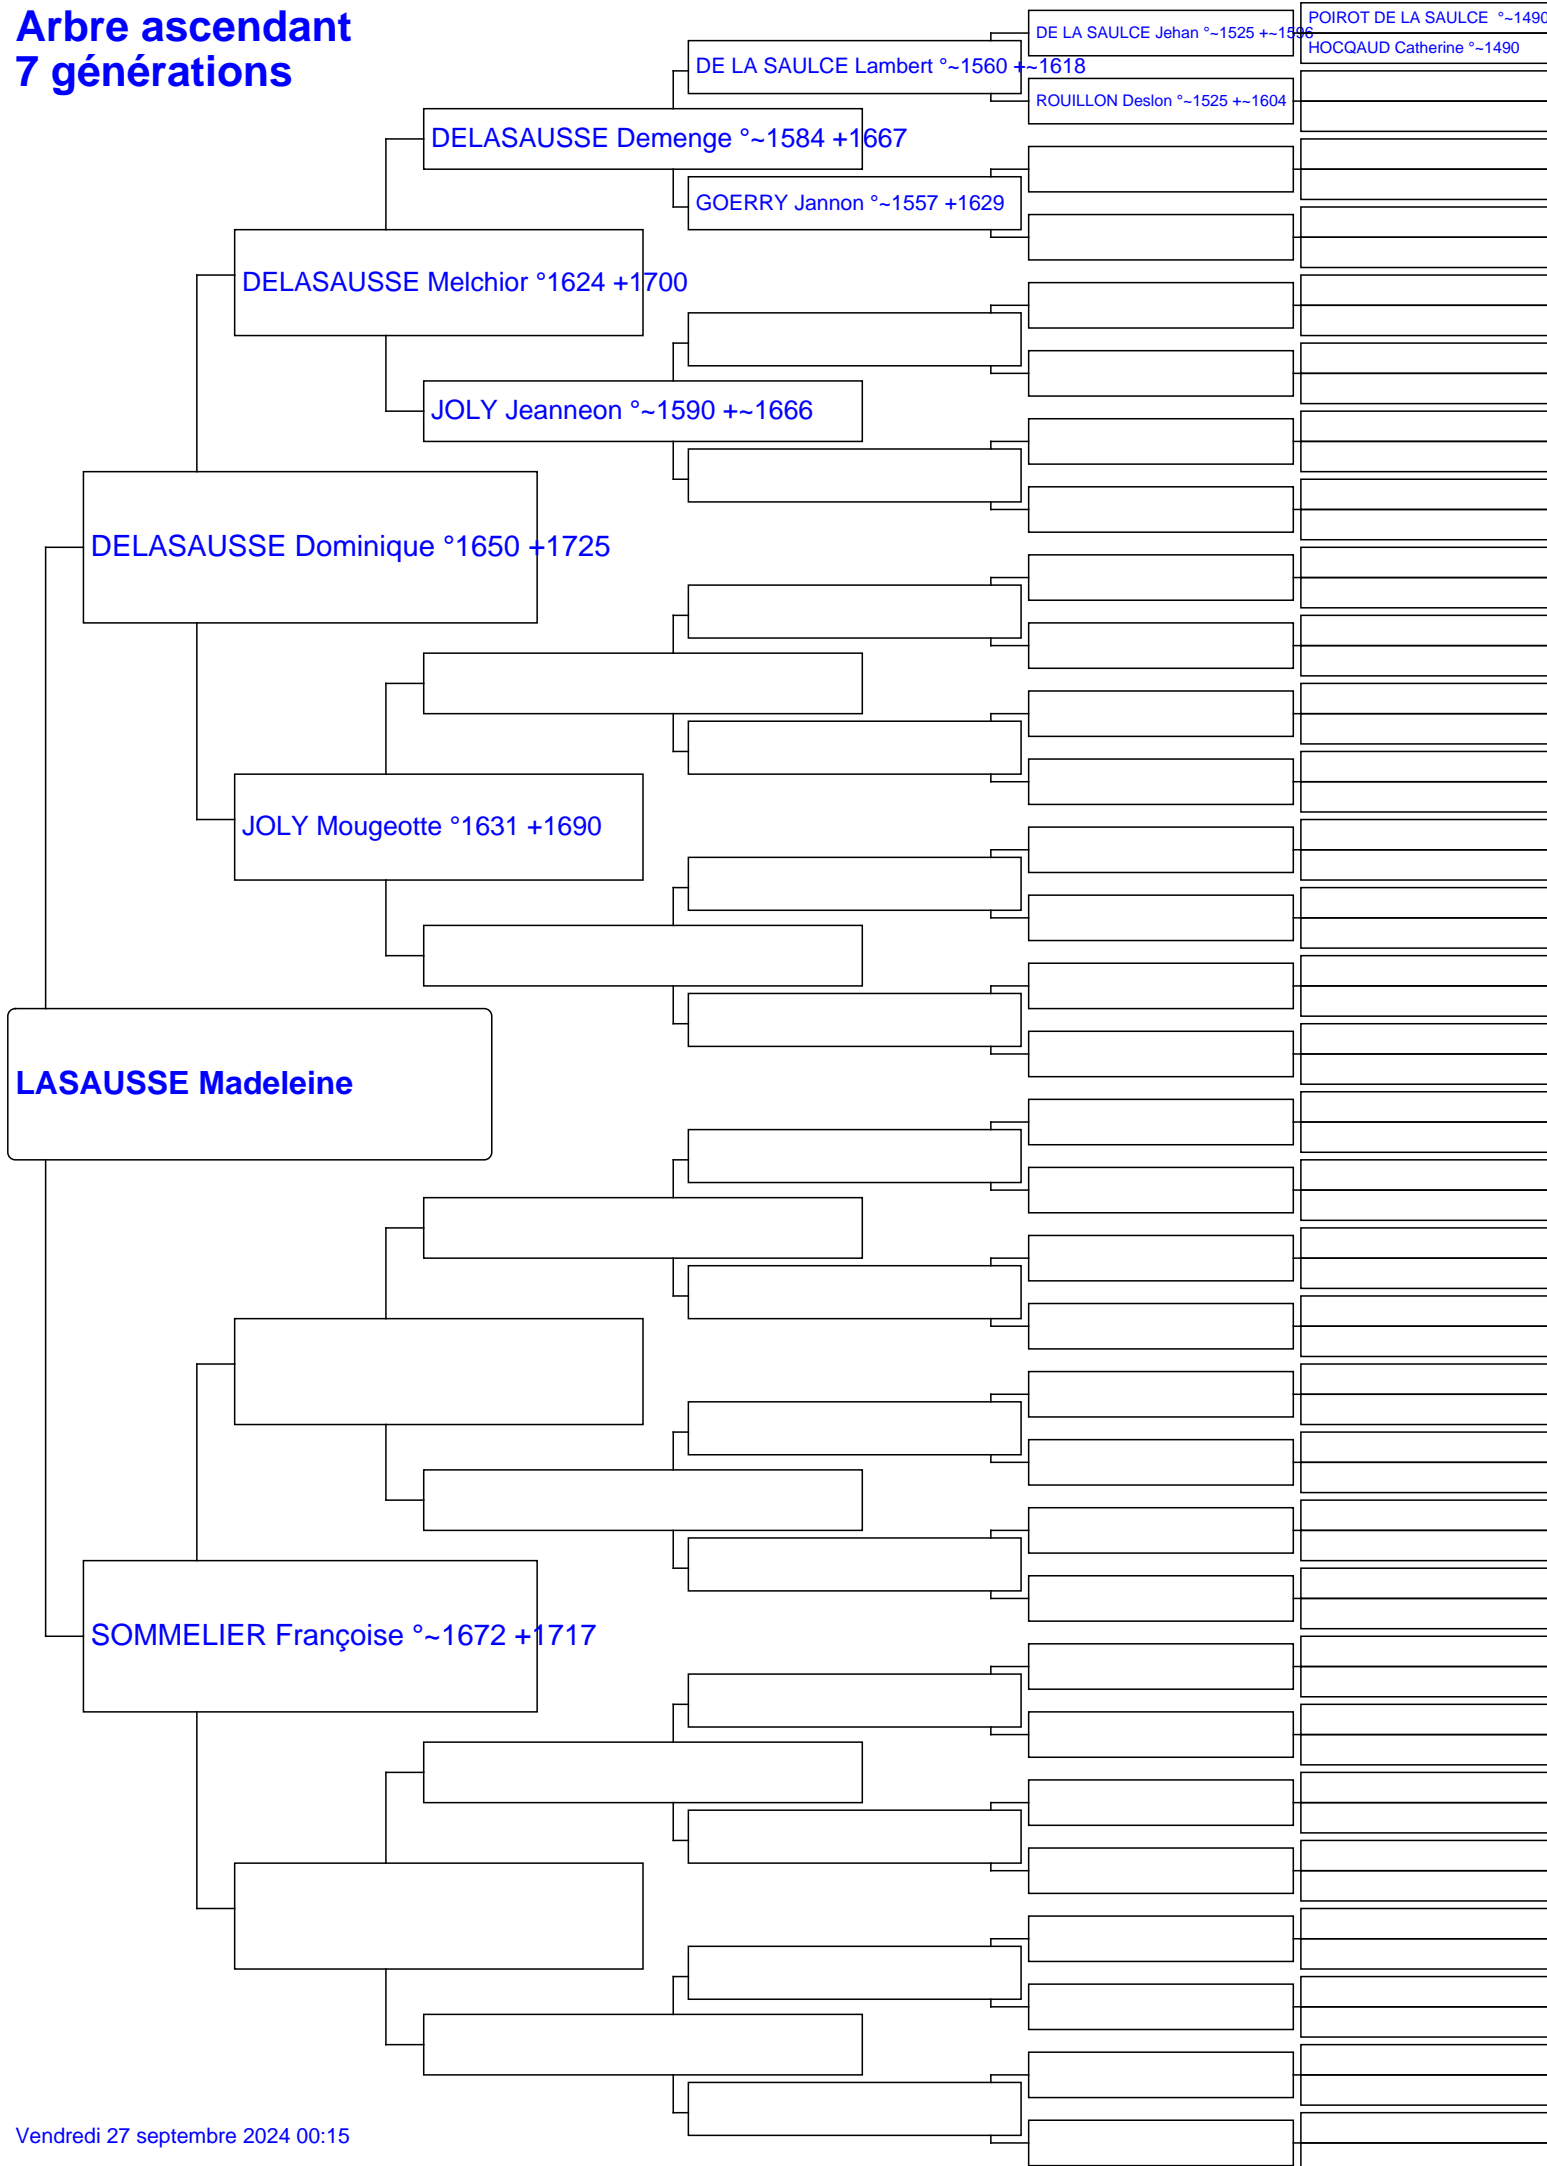 Arbre ascendant
7 générations
POIROT DE LA SAULCE °~1490
DE LA SAULCE Jehan °~1525 +~1596
HOCQAUD Catherine °~1490
DE LA SAULCE Lambert °~1560 +~1618
ROUILLON Deslon °~1525 +~1604
DELASAUSSE Demenge °~1584 +1667
GOERRY Jannon °~1557 +1629
DELASAUSSE Melchior °1624 +1700
JOLY Jeanneon °~1590 +~1666
DELASAUSSE Dominique °1650 +1725
JOLY Mougeotte °1631 +1690
LASAUSSE Madeleine
SOMMELIER Françoise °~1672 +1717
Vendredi 27 septembre 2024 00:15